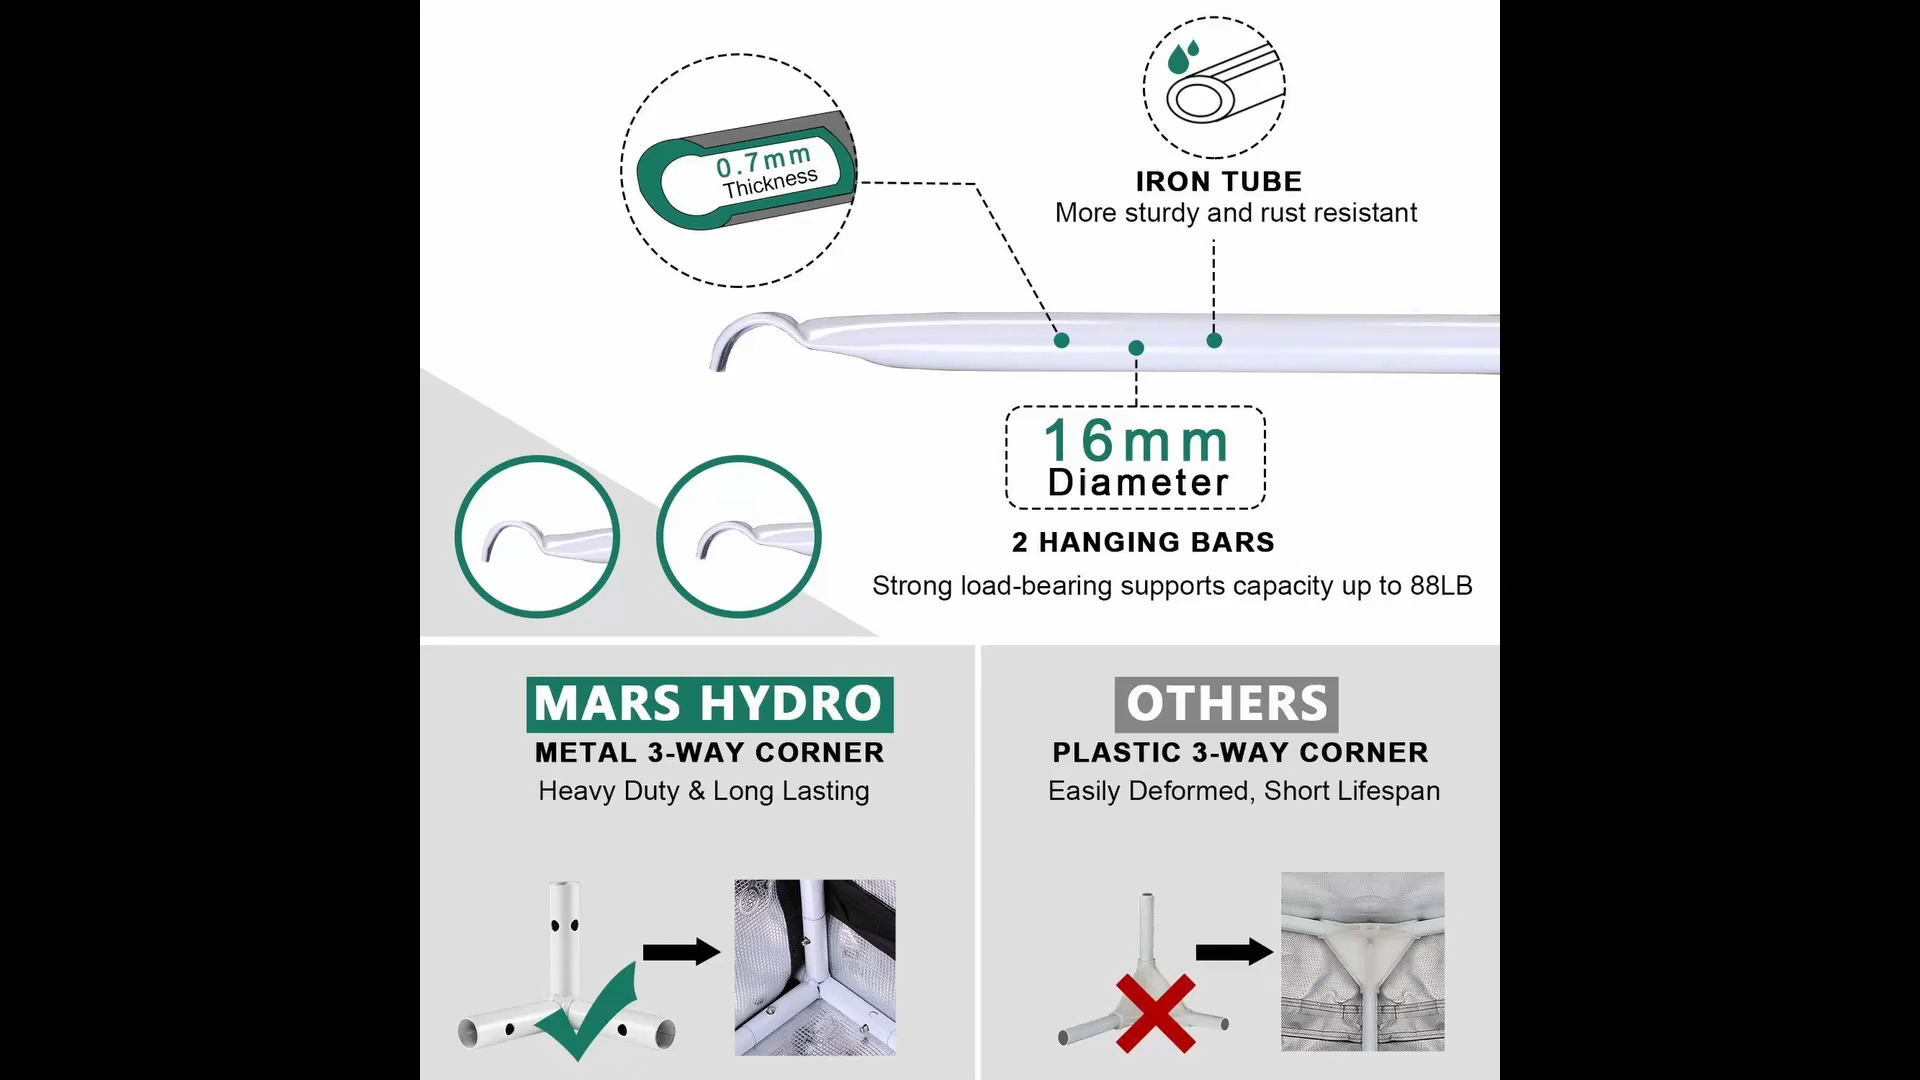 0.7mm
Thickness
IRON TUBE
More sturdy and rust resistant
16mm
Diameter
2 HANGING BARS
Strong load-bearing supports capacity up to 88LB
MARS HYDRO
METAL 3-WAY CORNER
Heavy Duty & Long Lasting
OTHERS
PLASTIC 3-WAY CORNER
Easily Deformed, Short Lifespan